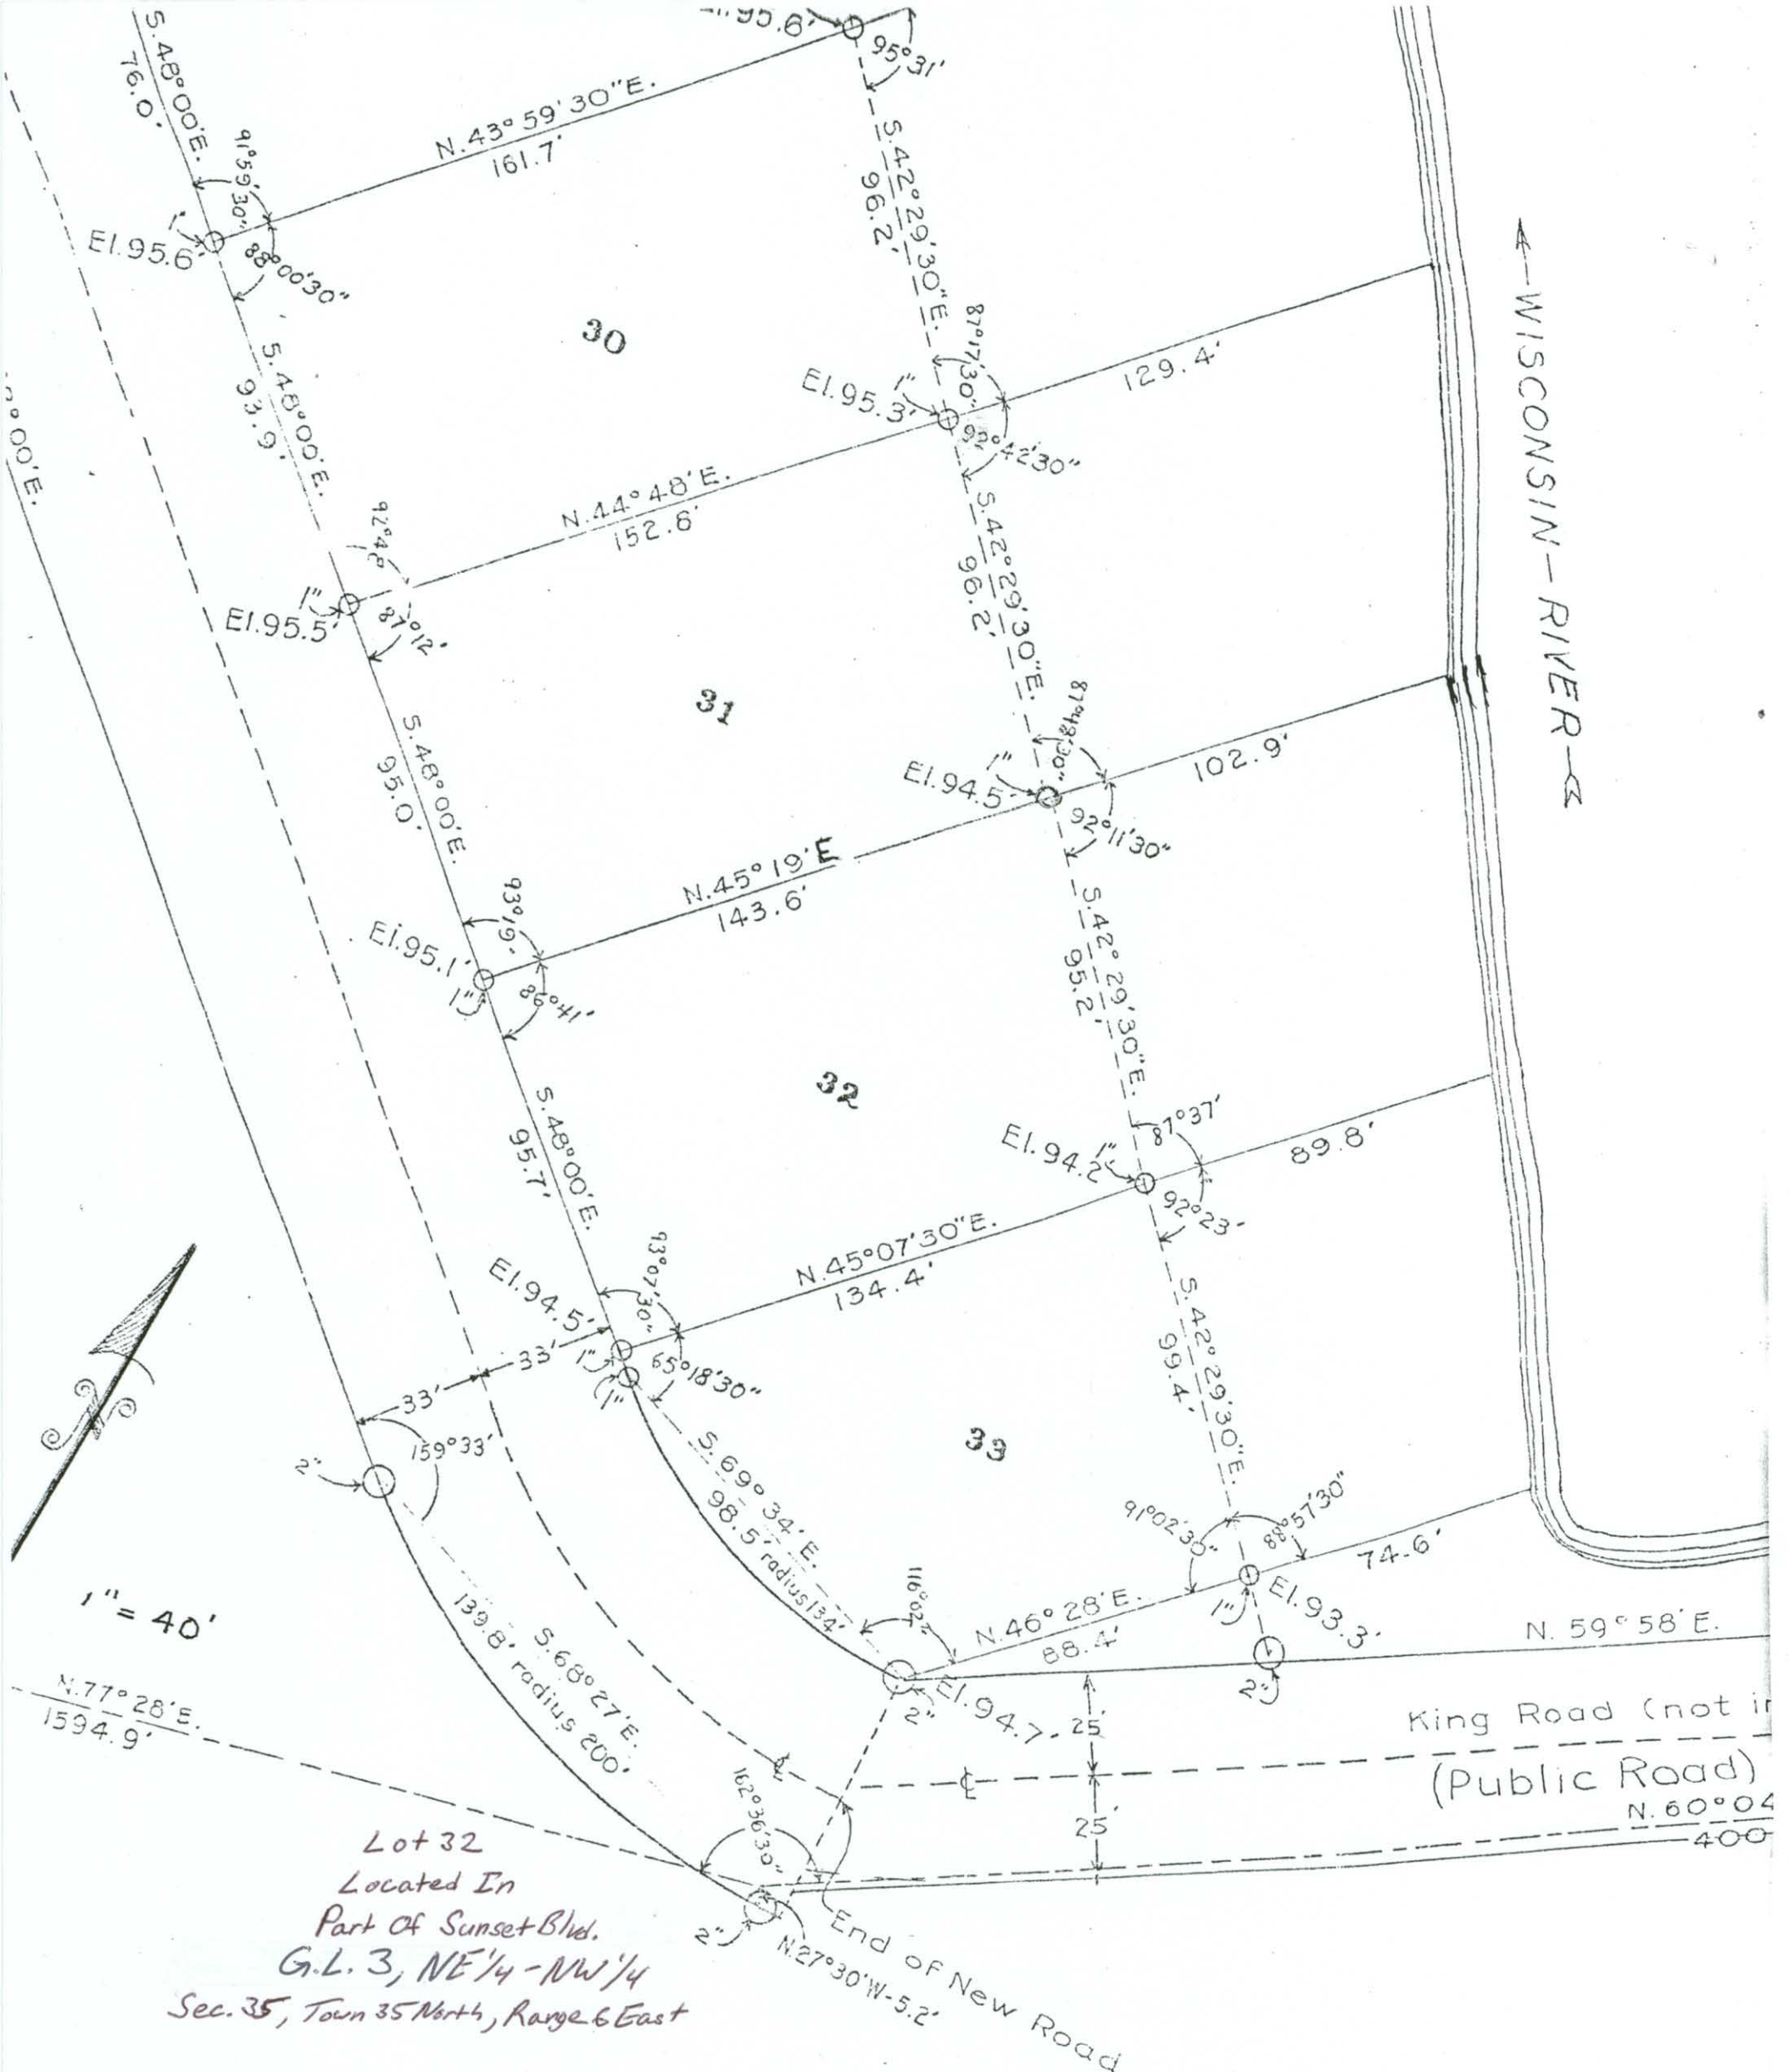 S.48°00'E.
76.0'
El.95.6'
95°31'
N.43°59'30"E.
161.7'
91°59'30"
1"
El.95.6'
88°00'30"
S.42°29'30"E.
96.2'
30
S.48°00'E.
93.9'
0°00'E.
87°17'30"
1"
El.95.3'
92°42'30"
129.4'
←WISCONSIN-RIVER-
N.44°48'E.
152.6'
92°48'
1"
El.95.5'
87°12'
S.42°29'30"E.
96.2'
31
S.48°00'E.
95.0'
87°48'30"
1"
El.94.5'
92°11'30"
102.9'
N.45°19'E
143.6'
93°19'
El.95.1'
1"
86°41'
S.42°29'30"E.
95.2'
32
S.48°00'E.
95.7'
87°37'
1"
El.94.2'
92°23'
89.8'
N.45°07'30"E.
134.4'
93°07'30"
El.94.5'
1"
1"
65°18'30"
33'
33'
159°33'
2"
S.42°29'30"E.
99.4'
33
S.69°34'E.
98.5' radius 134'
116°02'
91°02'30"
88°57'30"
74.6'
N.46°28'E.
88.4'
1"
El.93.3'
2"
N. 59°58'E.
El.94.7'
2"
1"=40'
S.68°27'E.
139.8' radius 200'
N.77°28'E.
1594.9'
25'
25'
King Road (not in
(Public Road)
N.60°04
400
162°36'30"
2"
N.27°30'W-5.2'
End of New Road
Lot 32
Located In
Part Of Sunset Blvd.
G.L. 3, NE 1/4 - NW 1/4
Sec. 35, Town 35 North, Range 6 East